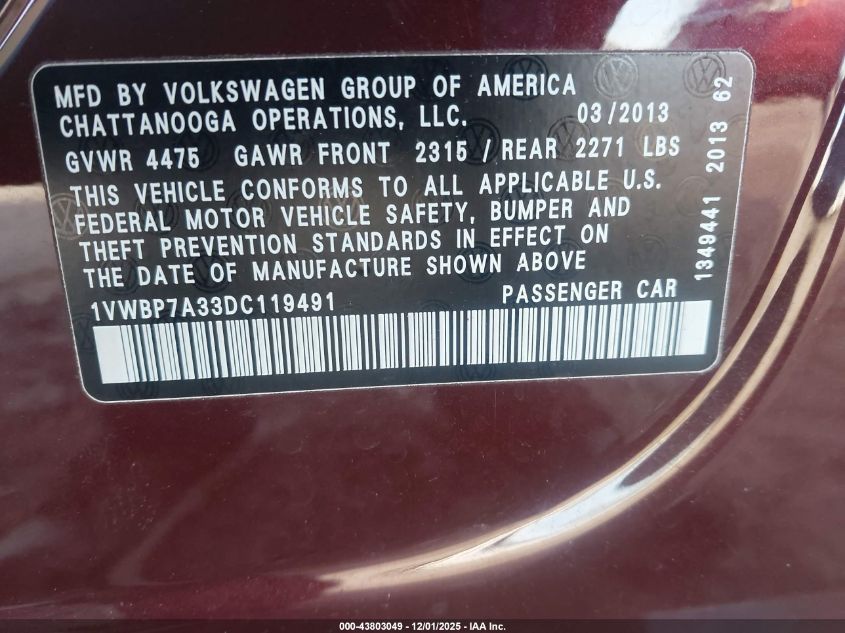 MFD BY VOLKSWAGEN GROUP OF AMERICA
CHATTANOOGA OPERATIONS, LLC. 03/2013
GVWR 4475 GAWR FRONT 2315 / REAR 2271 LBS
THIS VEHICLE CONFORMS TO ALL APPLICABLE U.S.
FEDERAL MOTOR VEHICLE SAFETY, BUMPER AND
THEFT PREVENTION STANDARDS IN EFFECT ON
THE DATE OF MANUFACTURE SHOWN ABOVE
1VWBP7A33DC119491 PASSENGER CAR
1349441 2013 62
000-43803049 - 12/01/2025 - IAA Inc.